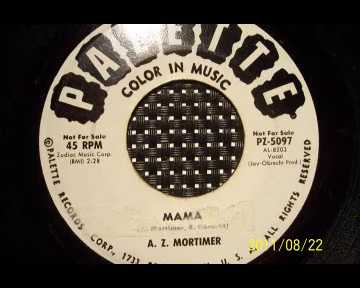 PALETTE
COLOR IN MUSIC
Not For Sale
45 RPM
Zodiac Music Corp.
(BMI) 2:28
Not For Sale
PZ-5097
AL-8203
Vocal
(Jay-Obrecht Prod.)
MAMA
Mortimer, R. Obrecht)
A. Z. MORTIMER
©PALETTE RECORDS CORP., 1733 U. S. A. ALL RIGHTS RESERVED
2011/08/22